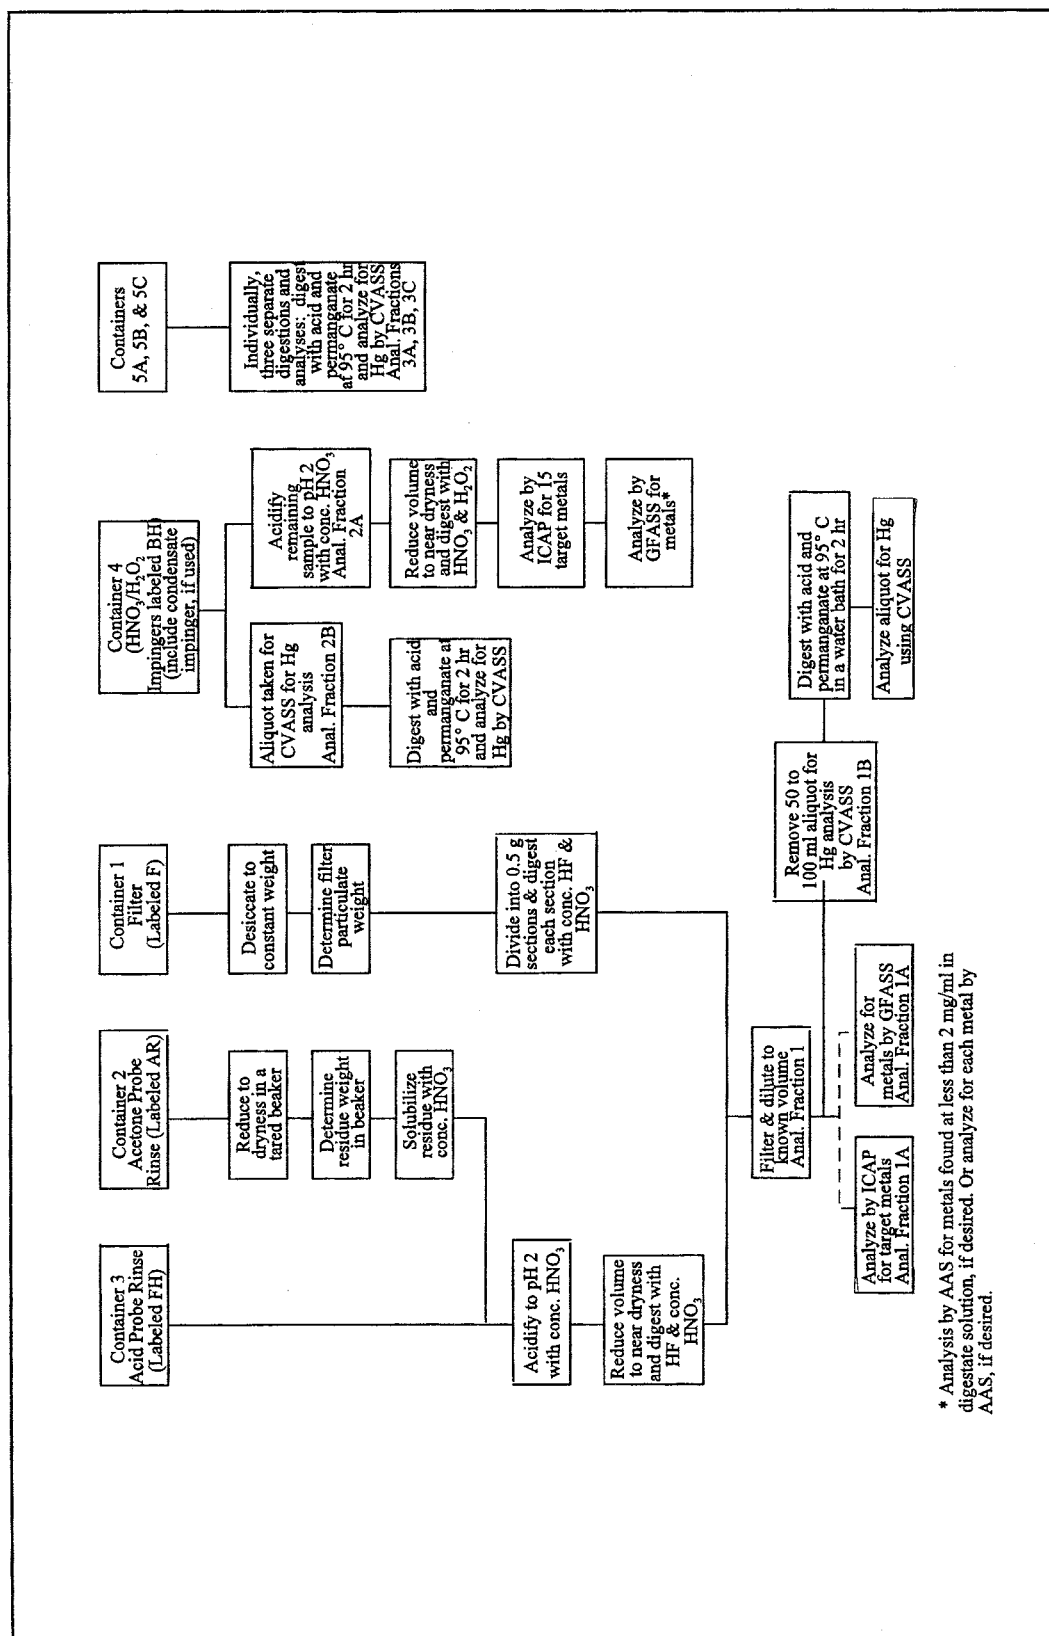 Container 3
Acid Probe Rinse
(Labeled FH)
Container 2
Acetone Probe
Rinse (Labeled AR)
Container 1
Filter
(Labeled F)
Container 4
(HNO3/H2O2)
Impingers labeled BH)
(include condensate
impinger, if used)
Containers
5A, 5B, & 5C
Reduce to
dryness in a
tared beaker
Determine
residue weight
in beaker
Solubilize
residue with
conc. HNO3
Acidify to pH 2
with conc. HNO3
Reduce volume
to near dryness
and digest with
HF & conc.
HNO3
Desiccate to
constant weight
Determine filter
particulate
weight
Divide into 0.5 g
sections & digest
each section
with conc. HF &
HNO3
Filter & dilute to
known volume
Anal. Fraction 1
Analyze by ICAP
for target metals
Anal. Fraction 1A
Analyze for
metals by GFASS
Anal. Fraction 1A
Remove 50 to
100 ml aliquot for
Hg analysis
by CVASS
Anal. Fraction 1B
Digest with acid and
permanganate at 95° C
in a water bath for 2 hr
Analyze aliquot for Hg
using CVASS
Aliquot taken for
CVASS for Hg
analysis
Anal. Fraction 2B
Digest with acid
and
permanganate at
95° C for 2 hr
and analyze for
Hg by CVASS
Acidify
remaining
sample to pH 2
with conc. HNO3
Anal. Fraction
2A
Reduce volume
to near dryness
and digest with
HNO3 & H2O2
Analyze by
ICAP for 15
target metals
Analyze by
GFASS for
metals*
Individually,
three separate
digestions and
analyses: digest
with acid and
permanganate
at 95° C for 2 hr
and analyze for
Hg by CVASS
Anal. Fractions
3A, 3B, 3C
* Analysis by AAS for metals found at less than 2 mg/ml in
digestate solution, if desired. Or analyze for each metal by
AAS, if desired.